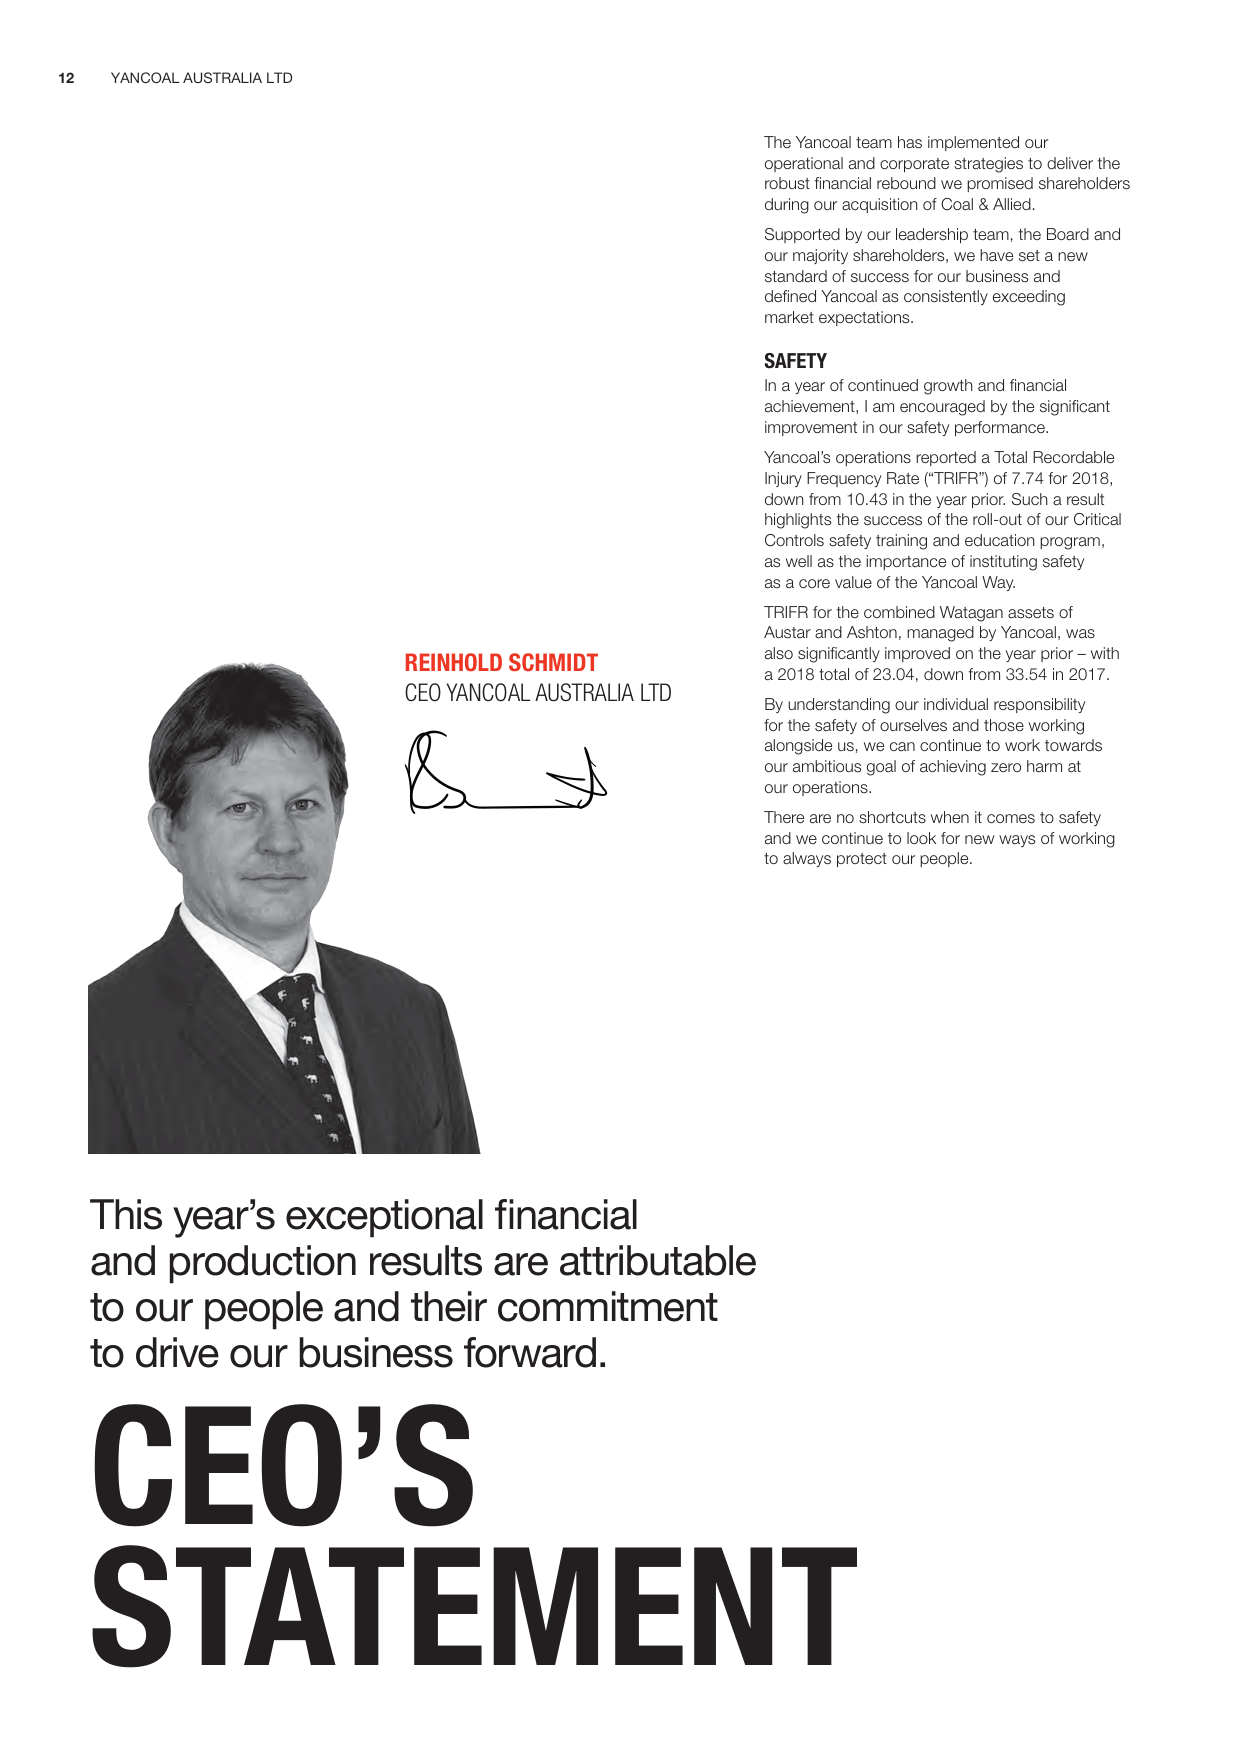 12 YANCOAL AUSTRALIA LTD
The Yancoal team has implemented our
operational and corporate strategies to deliver the
robust financial rebound we promised shareholders
during our acquisition of Coal & Allied.
Supported by our leadership team, the Board and
our majority shareholders, we have set a new
standard of success for our business and
defined Yancoal as consistently exceeding
market expectations.
SAFETY
In a year of continued growth and financial
achievement, I am encouraged by the significant
improvement in our safety performance.
Yancoal’s operations reported a Total Recordable
Injury Frequency Rate (“TRIFR”) of 7.74 for 2018,
down from 10.43 in the year prior. Such a result
highlights the success of the roll-out of our Critical
Controls safety training and education program,
as well as the importance of instituting safety
as a core value of the Yancoal Way.
TRIFR for the combined Watagan assets of
Austar and Ashton, managed by Yancoal, was
also significantly improved on the year prior – with
a 2018 total of 23.04, down from 33.54 in 2017.
By understanding our individual responsibility
for the safety of ourselves and those working
alongside us, we can continue to work towards
our ambitious goal of achieving zero harm at
our operations.
There are no shortcuts when it comes to safety
and we continue to look for new ways of working
to always protect our people.
REINHOLD SCHMIDT
CEO YANCOAL AUSTRALIA LTD
This year’s exceptional financial
and production results are attributable
to our people and their commitment
to drive our business forward.
CEO’S
STATEMENT